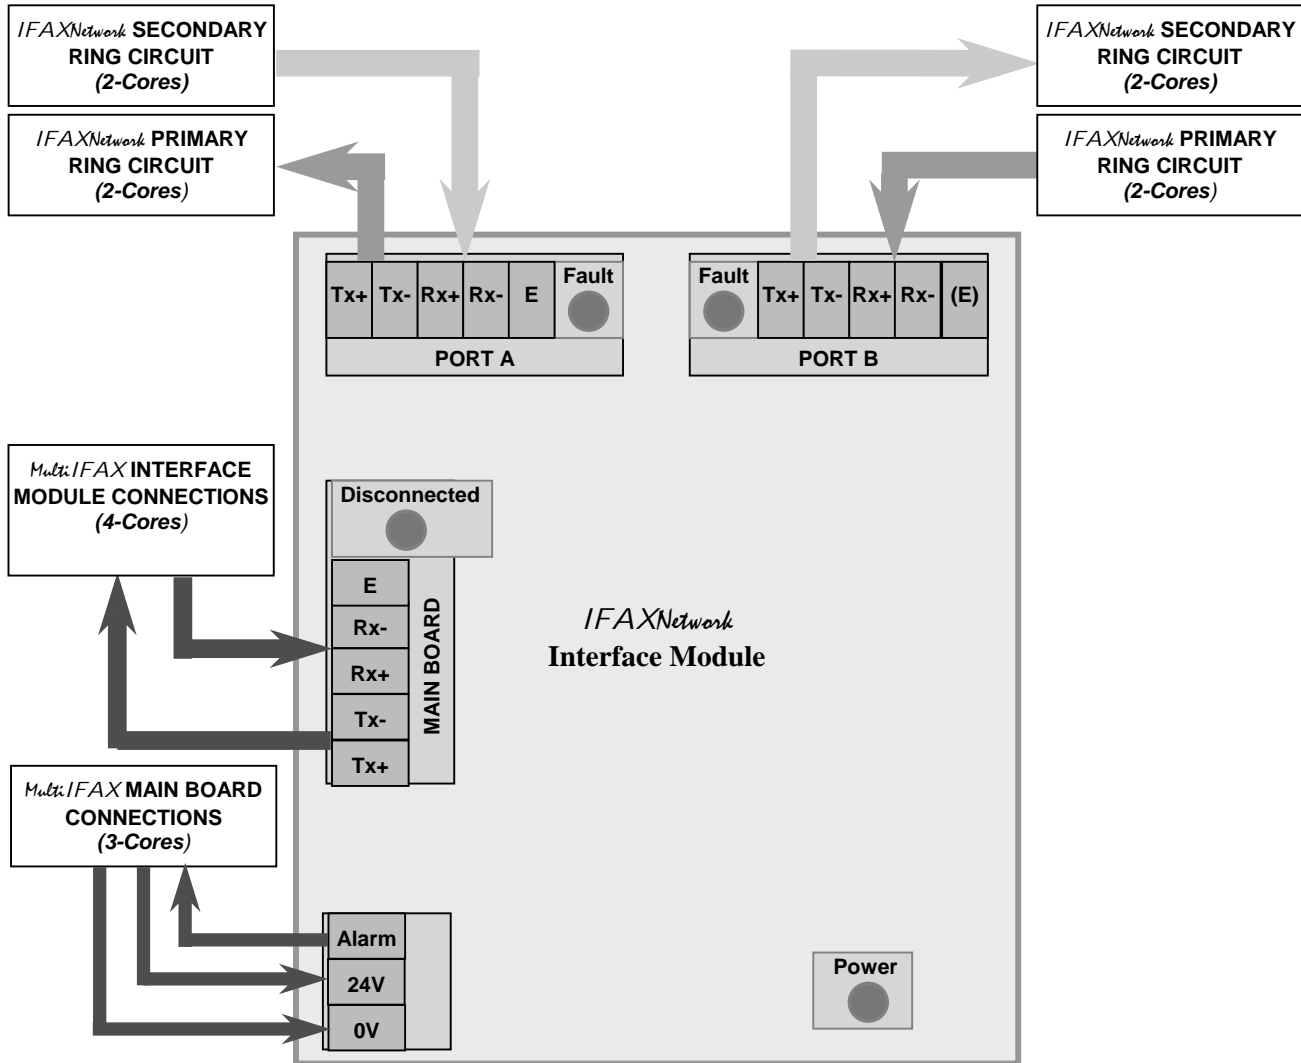 IFAXNetwork SECONDARY
RING CIRCUIT
(2-Cores)
IFAXNetwork PRIMARY
RING CIRCUIT
(2-Cores)
IFAXNetwork SECONDARY
RING CIRCUIT
(2-Cores)
IFAXNetwork PRIMARY
RING CIRCUIT
(2-Cores)
Tx+ Tx- Rx+ Rx- E Fault
PORT A
Fault Tx+ Tx- Rx+ Rx- (E)
PORT B
MultiIFAX INTERFACE
MODULE CONNECTIONS
(4-Cores)
Disconnected
E
Rx-
Rx+
Tx-
Tx+
MAIN BOARD
IFAXNetwork
Interface Module
MultiIFAX MAIN BOARD
CONNECTIONS
(3-Cores)
Alarm
24V
0V
Power